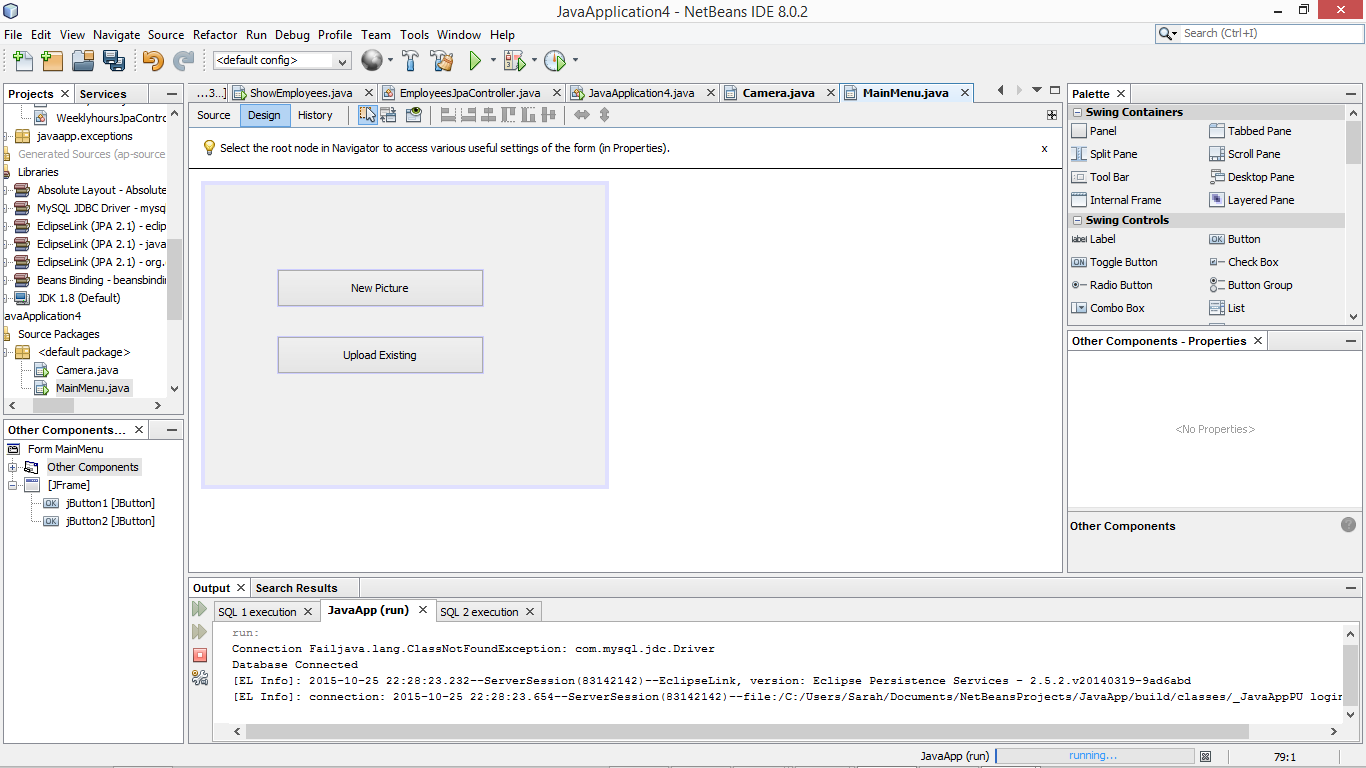 JavaApplication4 - NetBeans IDE 8.0.2
File Edit View Navigate Source Refactor Run Debug Profile Team Tools Window Help
Search (Ctrl+I)
<default config>
Projects
Services
WeeklyhoursJpaContro
javaapp.exceptions
Generated Sources (ap-source
Libraries
Absolute Layout - Absolute
MySQL JDBC Driver - mysq
EclipseLink (JPA 2.1) - eclip
EclipseLink (JPA 2.1) - java
EclipseLink (JPA 2.1) - org.
Beans Binding - beansbindi
JDK 1.8 (Default)
avaApplication4
Source Packages
<default package>
Camera.java
MainMenu.java
...3...]
ShowEmployees.java
EmployeesJpaController.java
JavaApplication4.java
Camera.java
MainMenu.java
Source Design History
Select the root node in Navigator to access various useful settings of the form (in Properties).
x
New Picture
Upload Existing
Palette
Swing Containers
Panel
Tabbed Pane
Split Pane
Scroll Pane
Tool Bar
Desktop Pane
Internal Frame
Layered Pane
Swing Controls
label Label
OK Button
ON Toggle Button
Check Box
Radio Button
Button Group
Combo Box
List
Other Components - Properties
<No Properties>
Other Components
?
Other Components...
Form MainMenu
Other Components
[JFrame]
OK jButton1 [JButton]
OK jButton2 [JButton]
Output
Search Results
SQL 1 execution
JavaApp (run)
SQL 2 execution
run:
Connection Failjava.lang.ClassNotFoundException: com.mysql.jdc.Driver
Database Connected
[EL Info]: 2015-10-25 22:28:23.232--ServerSession(83142142)--EclipseLink, version: Eclipse Persistence Services - 2.5.2.v20140319-9ad6abd
[EL Info]: connection: 2015-10-25 22:28:23.654--ServerSession(83142142)--file:/C:/Users/Sarah/Documents/NetBeansProjects/JavaApp/build/classes/_JavaAppPU login
JavaApp (run)
running...
79:1